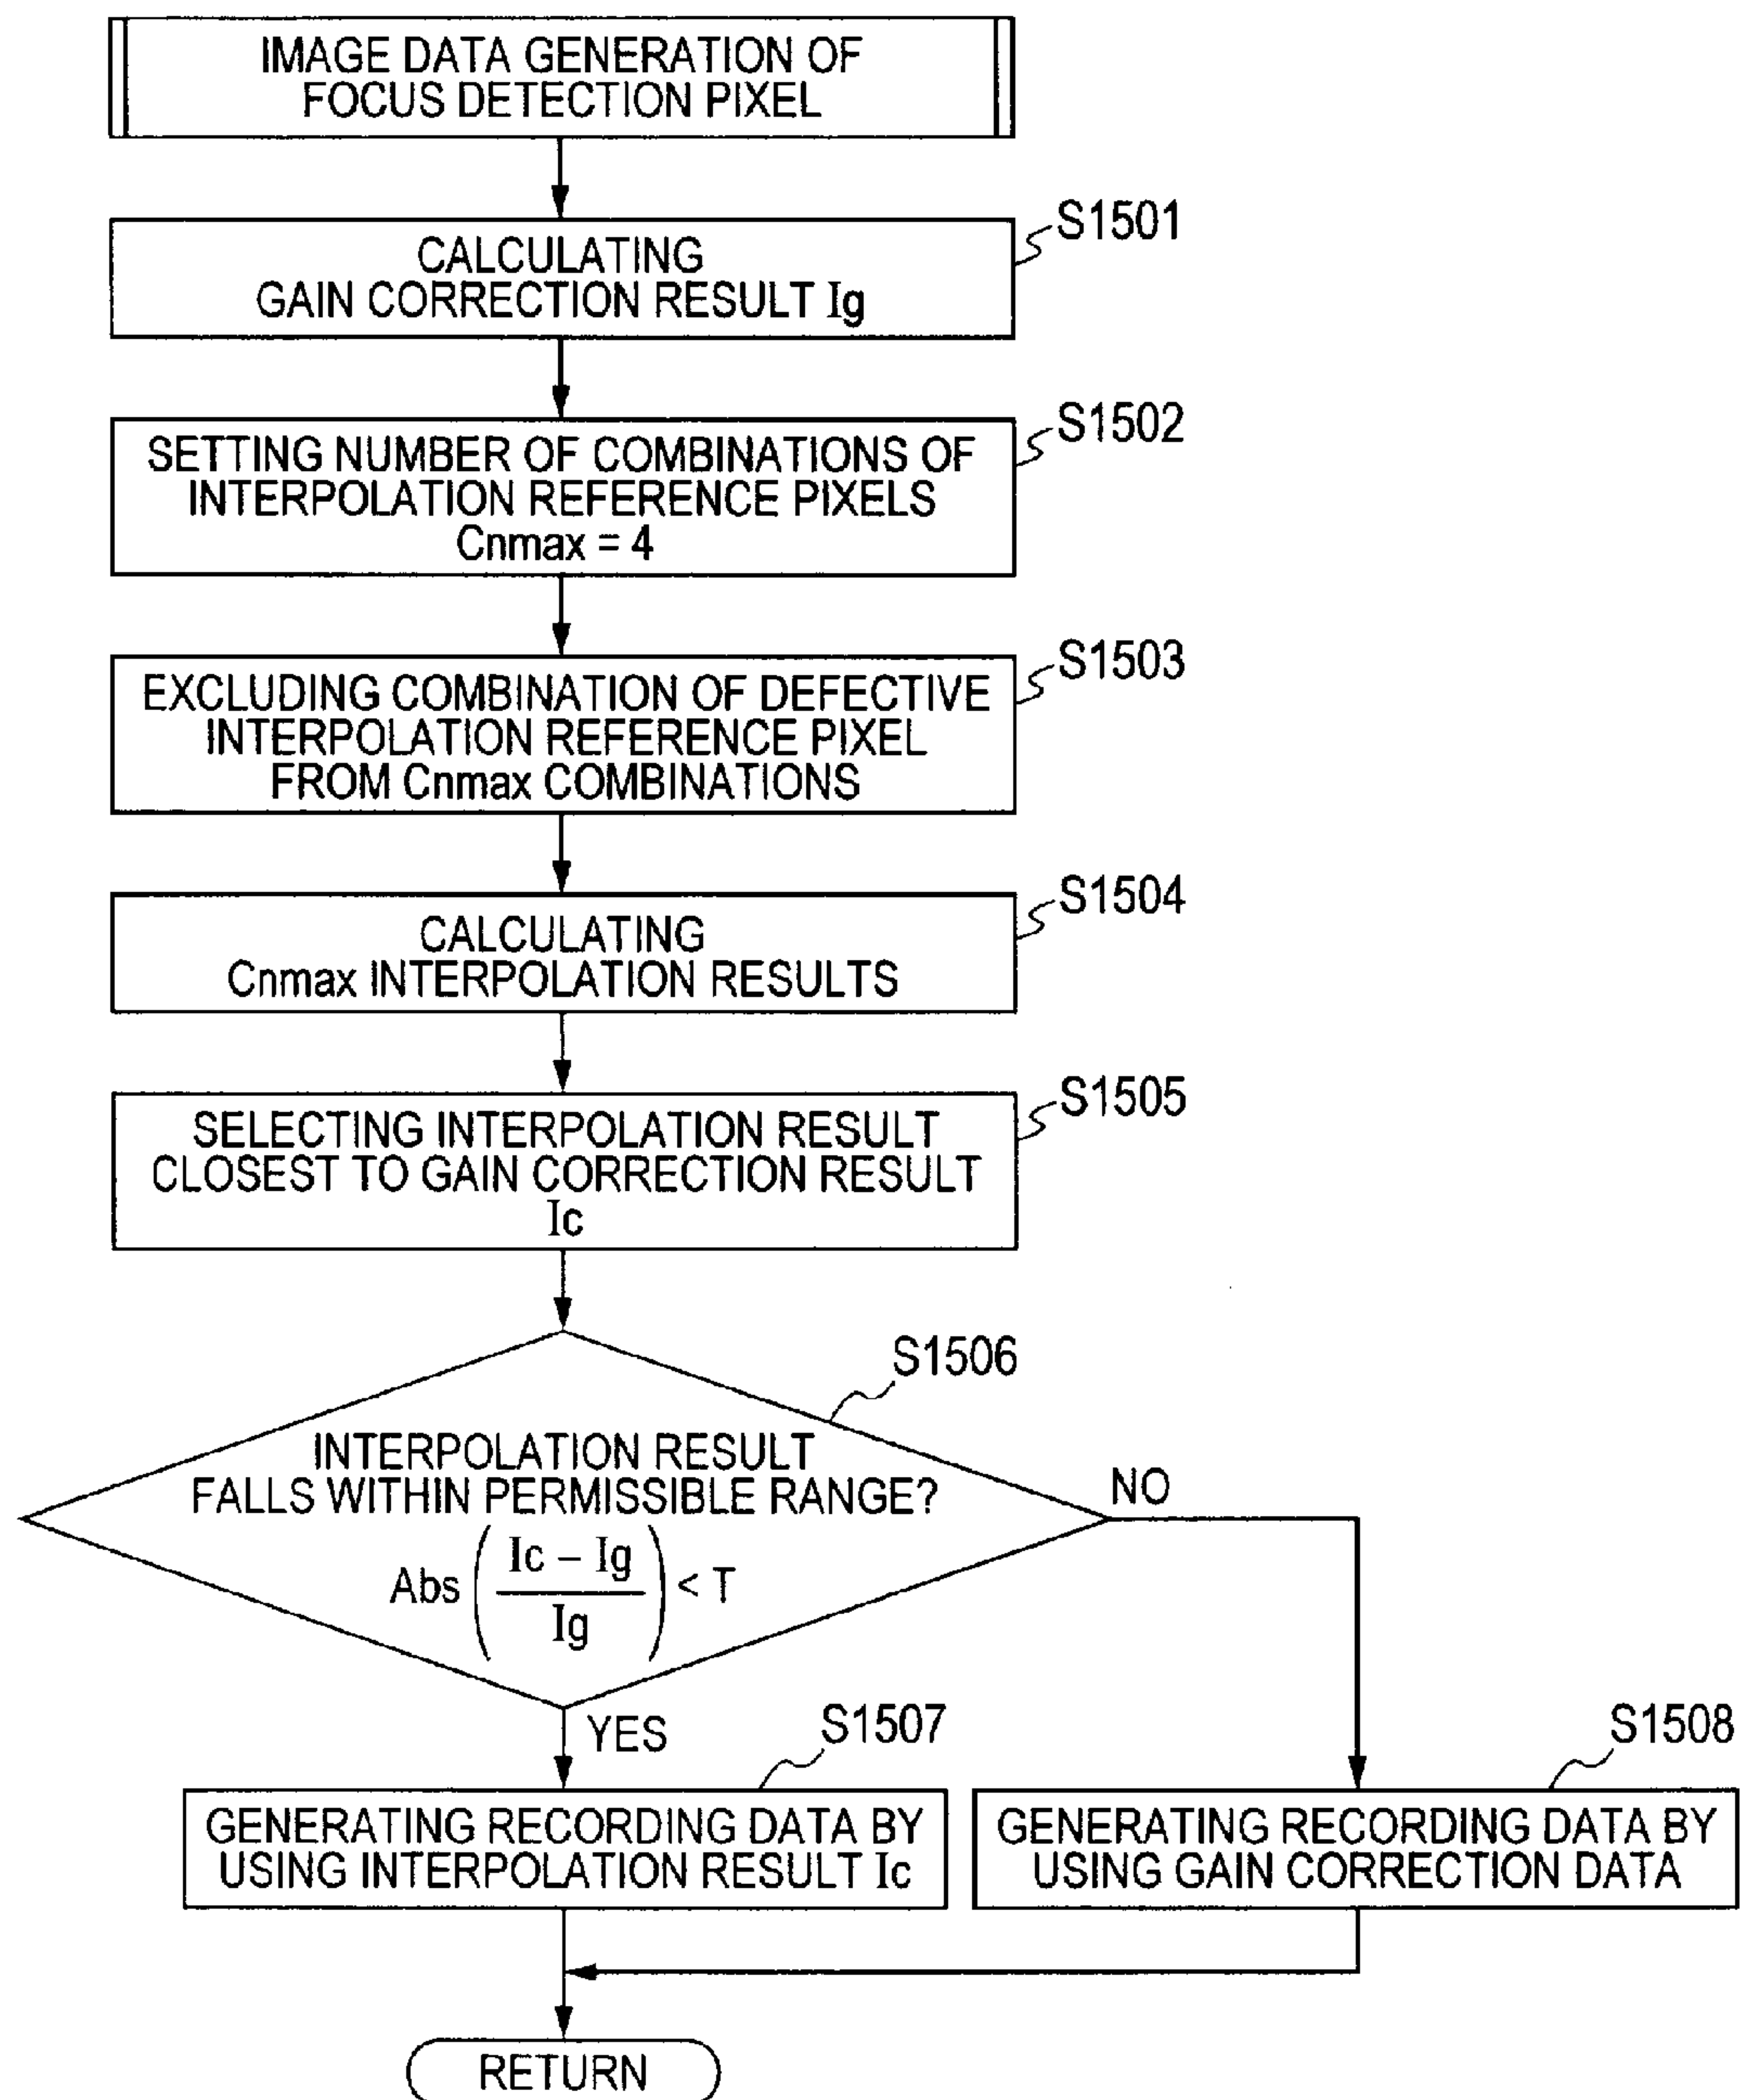 IMAGE DATA GENERATION OF
FOCUS DETECTION PIXEL
S1501
CALCULATING
GAIN CORRECTION RESULT Ig
S1502
SETTING NUMBER OF COMBINATIONS OF
INTERPOLATION REFERENCE PIXELS
Cnmax = 4
S1503
EXCLUDING COMBINATION OF DEFECTIVE
INTERPOLATION REFERENCE PIXEL
FROM Cnmax COMBINATIONS
S1504
CALCULATING
Cnmax INTERPOLATION RESULTS
S1505
SELECTING INTERPOLATION RESULT
CLOSEST TO GAIN CORRECTION RESULT
Ic
S1506
INTERPOLATION RESULT
FALLS WITHIN PERMISSIBLE RANGE?
NO
Ic – Ig
Abs ( ) < T
Ig
YES
S1507
S1508
GENERATING RECORDING DATA BY
USING INTERPOLATION RESULT Ic
GENERATING RECORDING DATA BY
USING GAIN CORRECTION DATA
RETURN